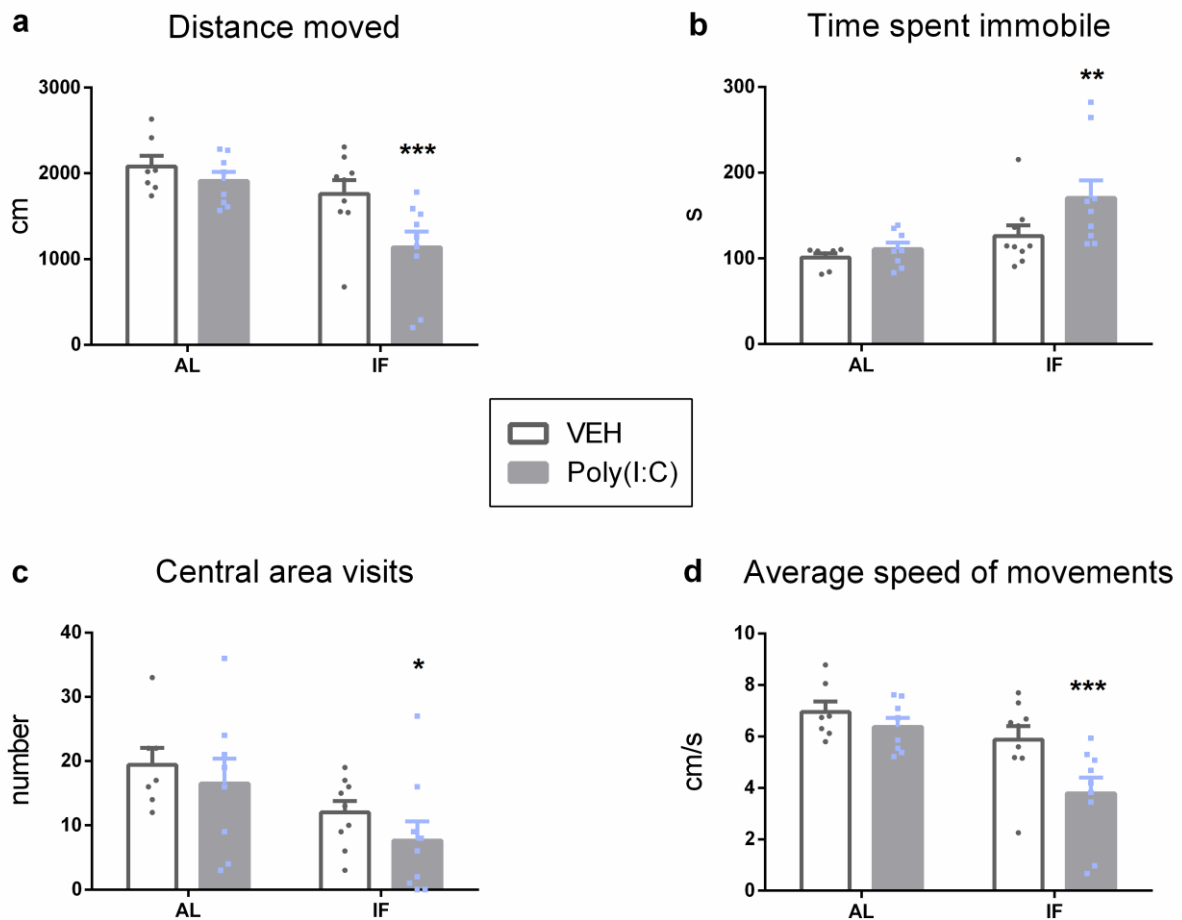 a Distance moved
3000
2000
1000
0
cm
***
AL IF
b Time spent immobile
300
200
100
0
s
**
AL IF
VEH
Poly(I:C)
c Central area visits
40
30
20
10
0
number
*
AL IF
d Average speed of movements
10
8
6
4
2
0
cm/s
***
AL IF